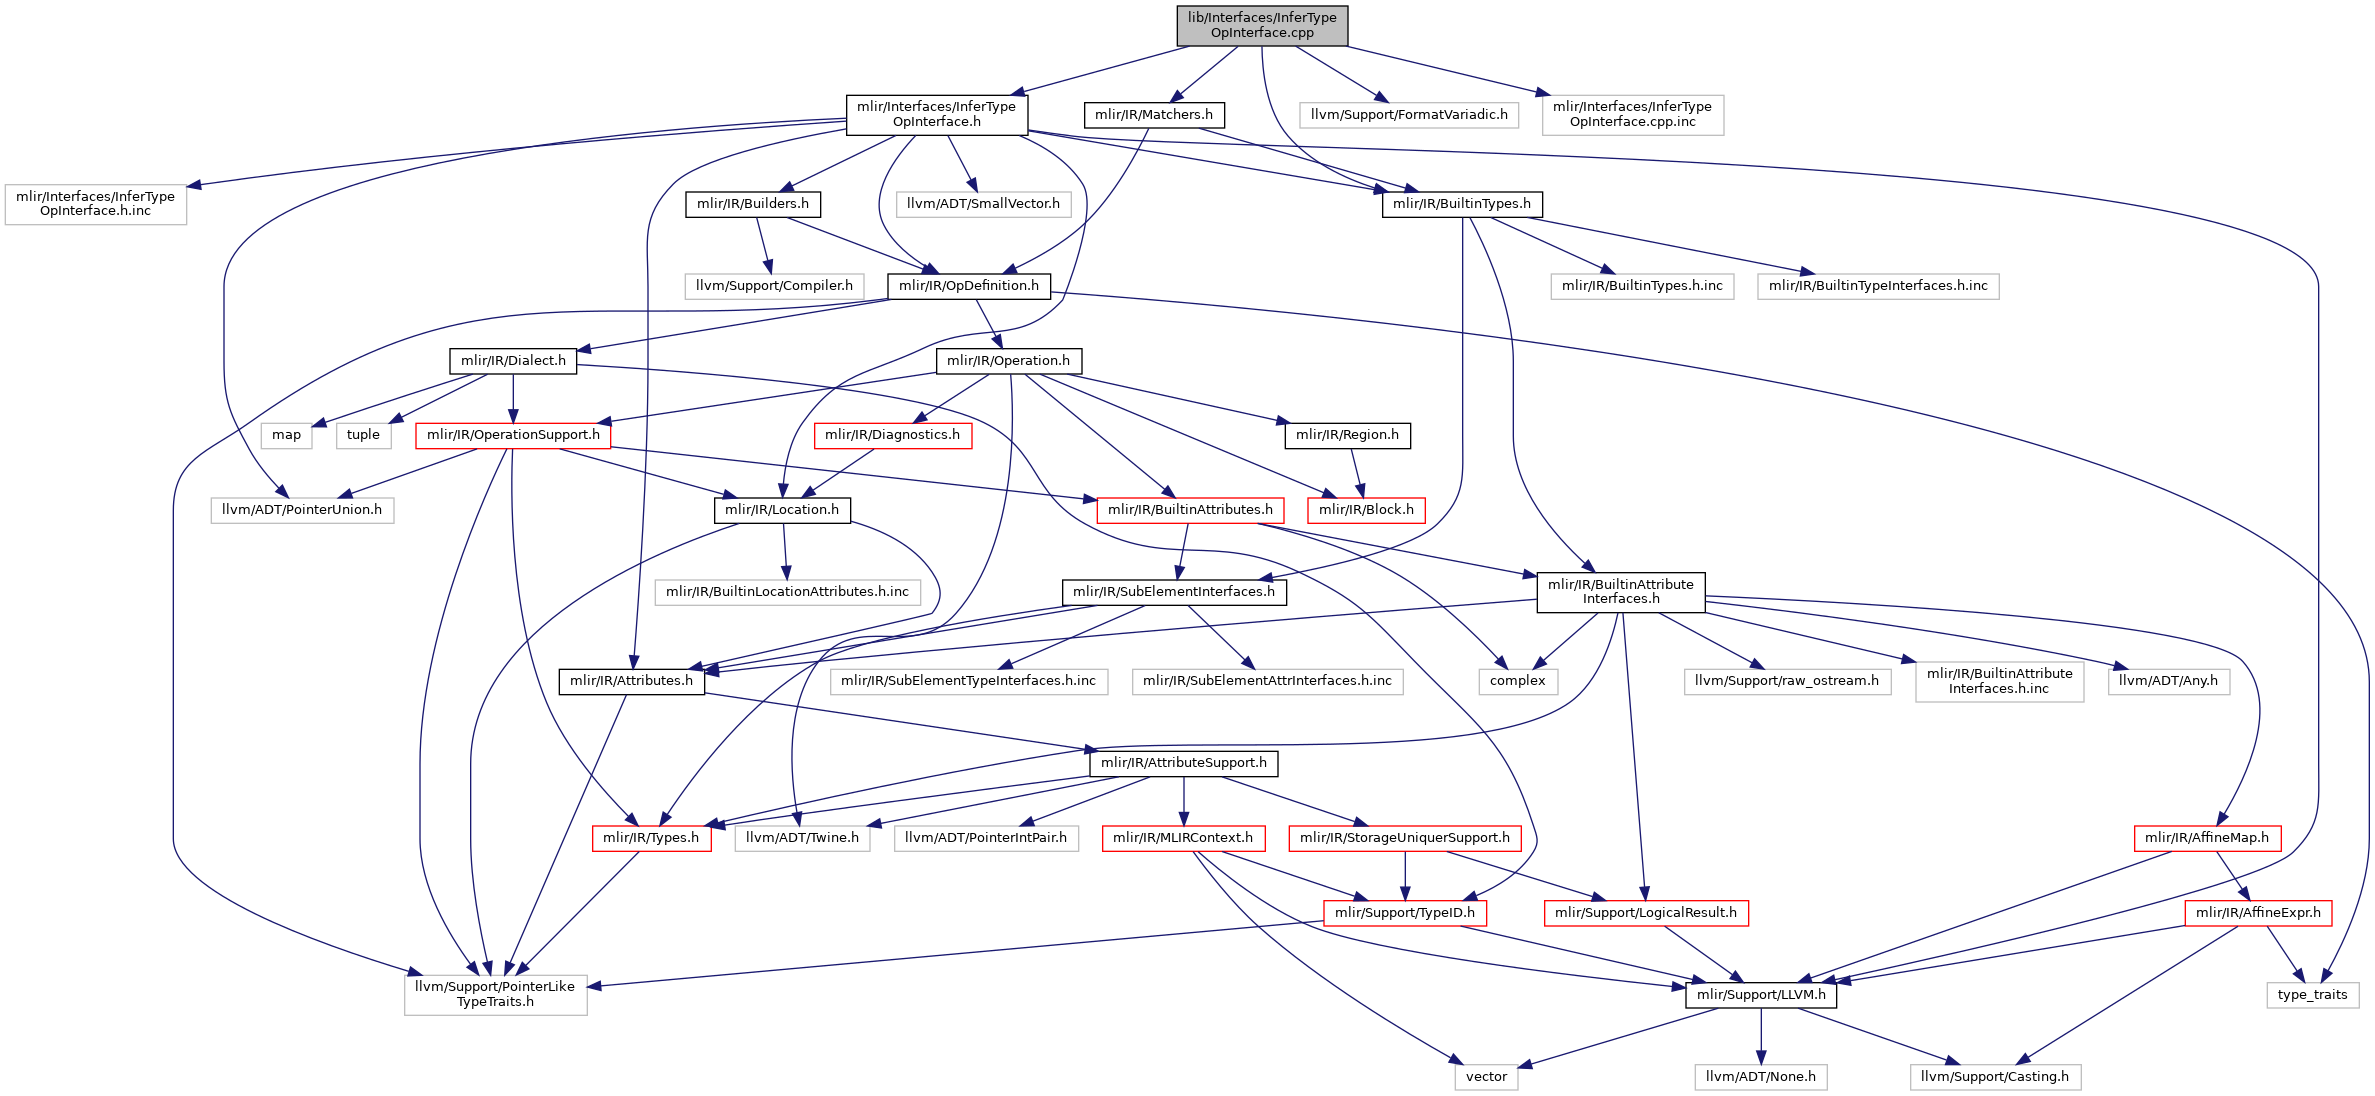 lib/Interfaces/InferType
OpInterface.cpp
mlir/Interfaces/InferType
OpInterface.h
mlir/IR/Matchers.h
llvm/Support/FormatVariadic.h
mlir/Interfaces/InferType
OpInterface.cpp.inc
mlir/Interfaces/InferType
OpInterface.h.inc
mlir/IR/Builders.h
llvm/ADT/SmallVector.h
mlir/IR/BuiltinTypes.h
llvm/Support/Compiler.h
mlir/IR/OpDefinition.h
mlir/IR/BuiltinTypes.h.inc
mlir/IR/BuiltinTypeInterfaces.h.inc
mlir/IR/Dialect.h
mlir/IR/Operation.h
map
tuple
mlir/IR/OperationSupport.h
mlir/IR/Diagnostics.h
mlir/IR/Region.h
llvm/ADT/PointerUnion.h
mlir/IR/Location.h
mlir/IR/BuiltinAttributes.h
mlir/IR/Block.h
mlir/IR/BuiltinLocationAttributes.h.inc
mlir/IR/SubElementInterfaces.h
mlir/IR/BuiltinAttribute
Interfaces.h
mlir/IR/Attributes.h
mlir/IR/SubElementTypeInterfaces.h.inc
mlir/IR/SubElementAttrInterfaces.h.inc
complex
llvm/Support/raw_ostream.h
mlir/IR/BuiltinAttribute
Interfaces.h.inc
llvm/ADT/Any.h
mlir/IR/AttributeSupport.h
mlir/IR/Types.h
llvm/ADT/Twine.h
llvm/ADT/PointerIntPair.h
mlir/IR/MLIRContext.h
mlir/IR/StorageUniquerSupport.h
mlir/IR/AffineMap.h
mlir/Support/TypeID.h
mlir/Support/LogicalResult.h
mlir/IR/AffineExpr.h
llvm/Support/PointerLike
TypeTraits.h
mlir/Support/LLVM.h
type_traits
vector
llvm/ADT/None.h
llvm/Support/Casting.h